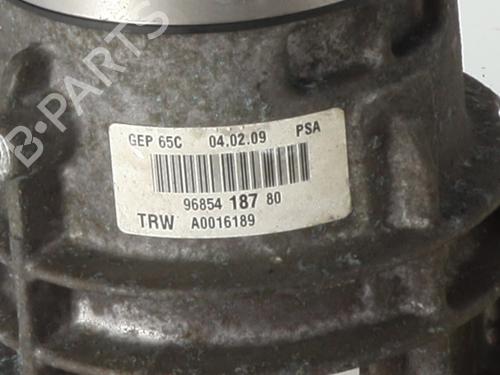 B-PARTS
GEP 65C 04.02.09 PSA
96854 187 80
TRW A0016189